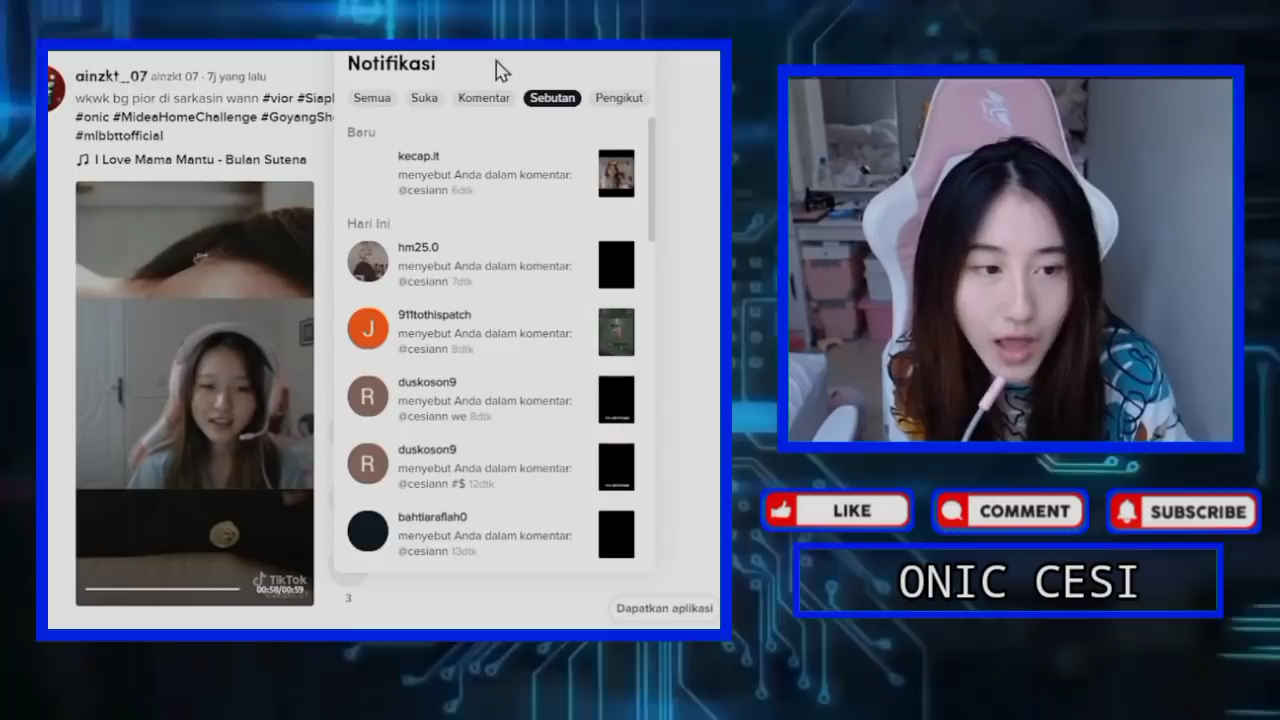 ainzkt_07 ainzkt 07 · 7j yang lalu
wkwk bg pior di sarkasin wann #vior #Siapl
#onic #MideaHomeChallenge #GoyangSh
#mlbbttofficial
♫ I Love Mama Mantu - Bulan Sutena
TikTok
00:58/00:59
3
Notifikasi
Semua Suka Komentar Sebutan Pengikut
Baru
kecap.it
menyebut Anda dalam komentar:
@cesiann 6dtk
Hari Ini
hm25.0
menyebut Anda dalam komentar:
@cesiann 7dtk
J
911tothispatch
menyebut Anda dalam komentar:
@cesiann 8dtk
R
duskoson9
menyebut Anda dalam komentar:
@cesiann we 8dtk
R
duskoson9
menyebut Anda dalam komentar:
@cesiann #$ 12dtk
bahtiaraflah0
menyebut Anda dalam komentar:
@cesiann 13dtk
Dapatkan aplikasi
LIKE COMMENT SUBSCRIBE
ONIC CESI